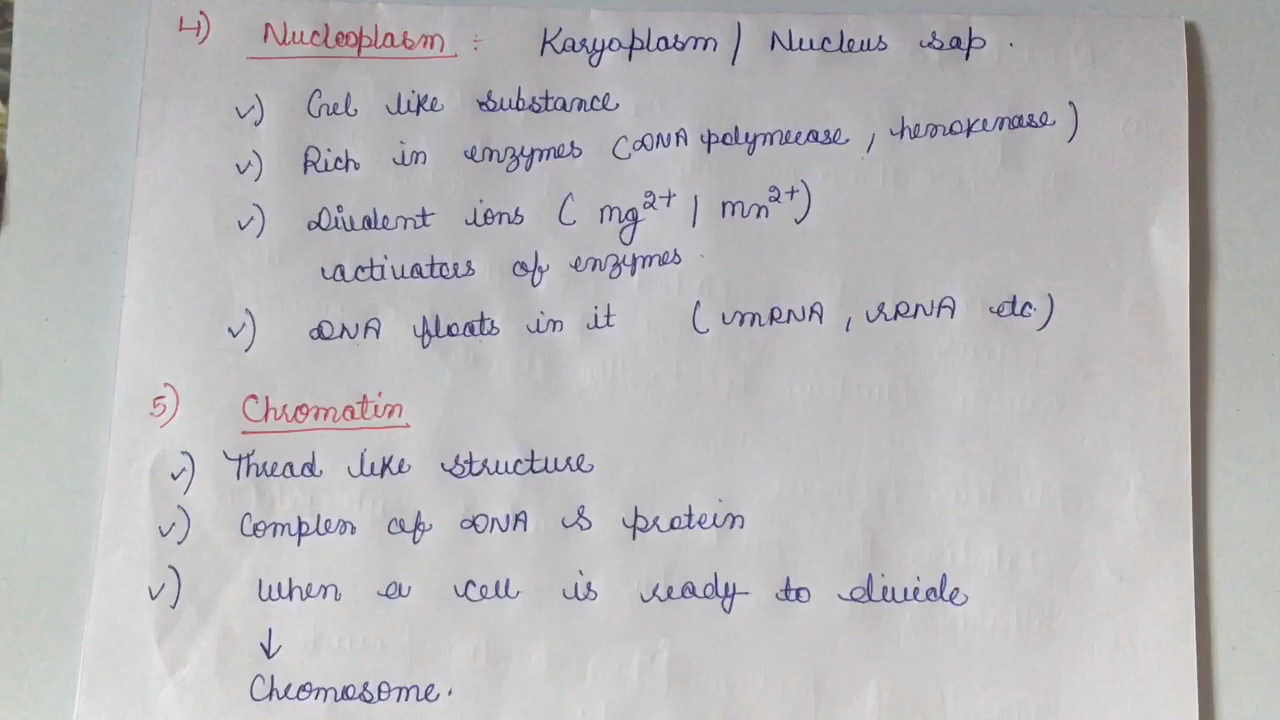 4) Nucleoplasm : Karyoplasm / Nucleus sap .
✓) Gel like substance
✓) Rich in enzymes (DNA polymerase , hemokenase )
✓) Divalent ions ( mg2+ / mn2+)
activators of enzymes .
✓) DNA floats in it ( mRNA , rRNA etc.)
5) Chromatin
✓) Thread like structure
✓) Complex of DNA & protein
✓) When a cell is ready to divide
↓
Chromosome.